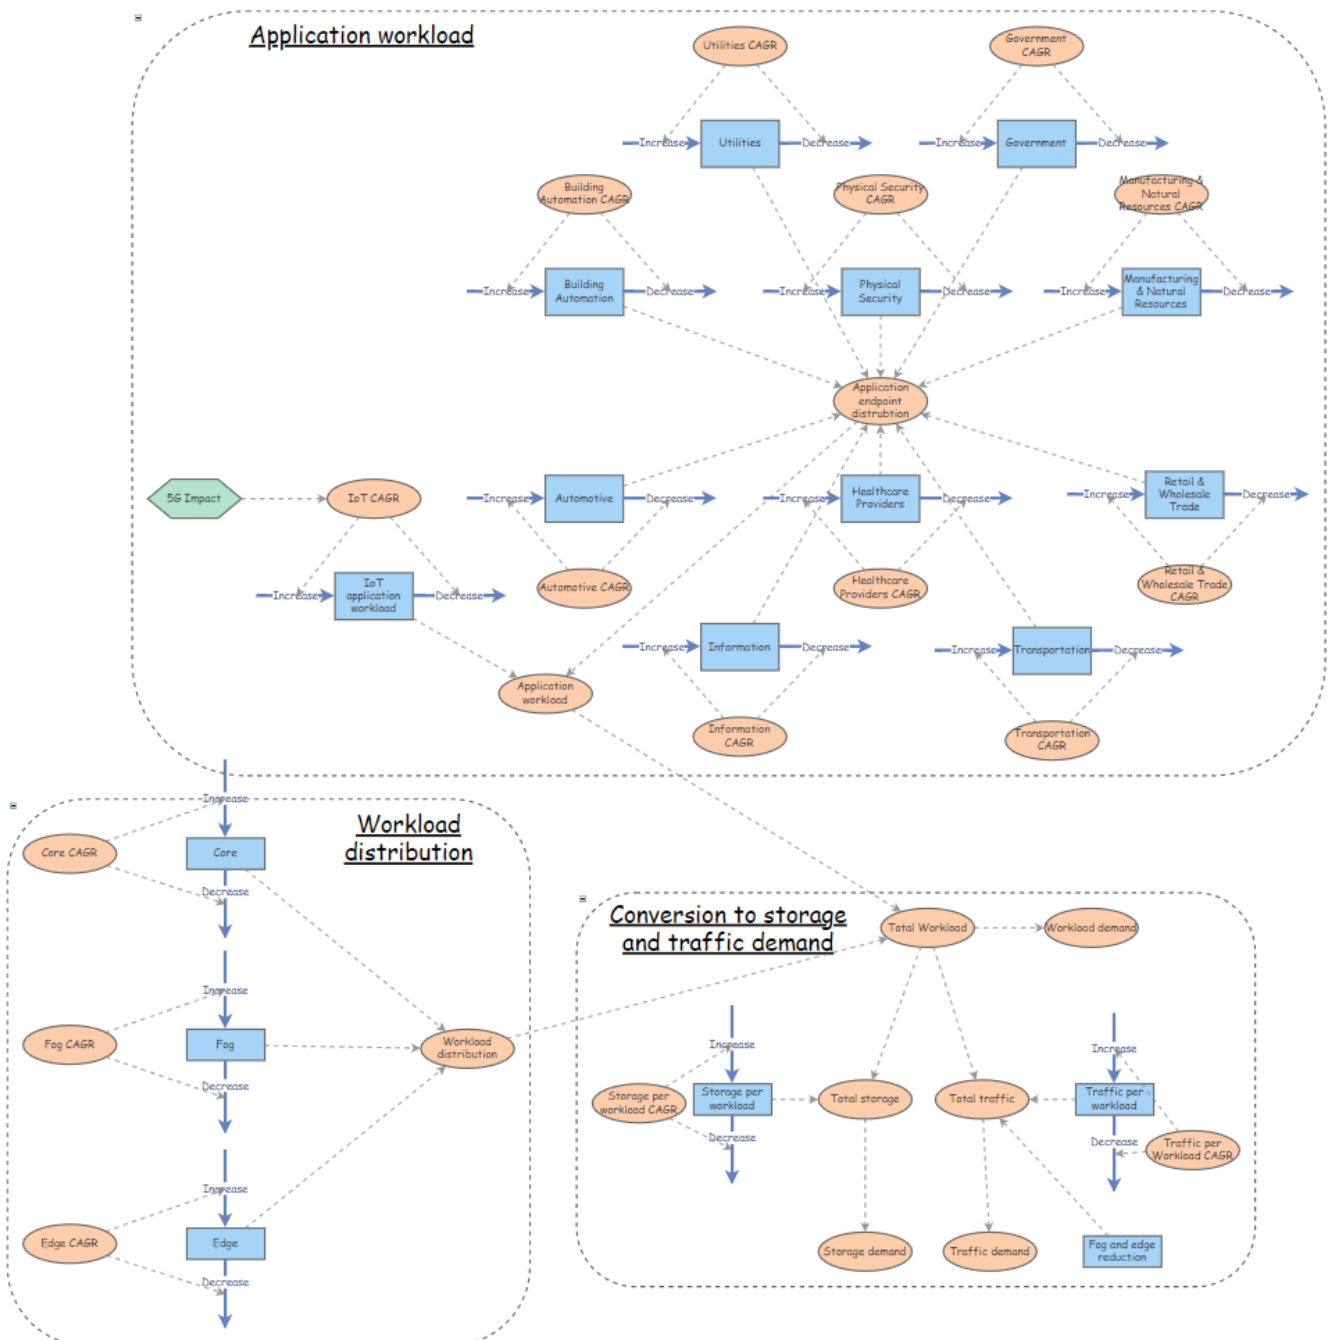 Application workload
Utilities CAGR
Government
CAGR
Increase
Utilities
Decrease
Increase
Government
Decrease
Building
Automation CAGR
Physical Security
CAGR
Manufacturing &
Natural
Resources CAGR
Increase
Building
Automation
Decrease
Increase
Physical
Security
Decrease
Increase
Manufacturing
& Natural
Resources
Decrease
Application
endpoint
distrubtion
5G Impact
IoT CAGR
Increase
Automotive
Decrease
Increase
Healthcare
Providers
Decrease
Increase
Retail &
Wholesale
Trade
Decrease
Increase
IoT
application
workload
Decrease
Automotive CAGR
Healthcare
Providers CAGR
Retail &
Wholesale Trade
CAGR
Increase
Information
Decrease
Increase
Transportation
Decrease
Application
workload
Information
CAGR
Transportation
CAGR
Workload
distribution
Increase
Core CAGR
Core
Decrease
Increase
Fog CAGR
Fog
Decrease
Workload
distribution
Increase
Edge CAGR
Edge
Decrease
Conversion to storage
and traffic demand
Total Workload
Workload demand
Increase
Storage per
workload CAGR
Storage per
workload
Decrease
Total storage
Total traffic
Increase
Traffic per
workload
Decrease
Traffic per
Workload CAGR
Storage demand
Traffic demand
Fog and edge
reduction